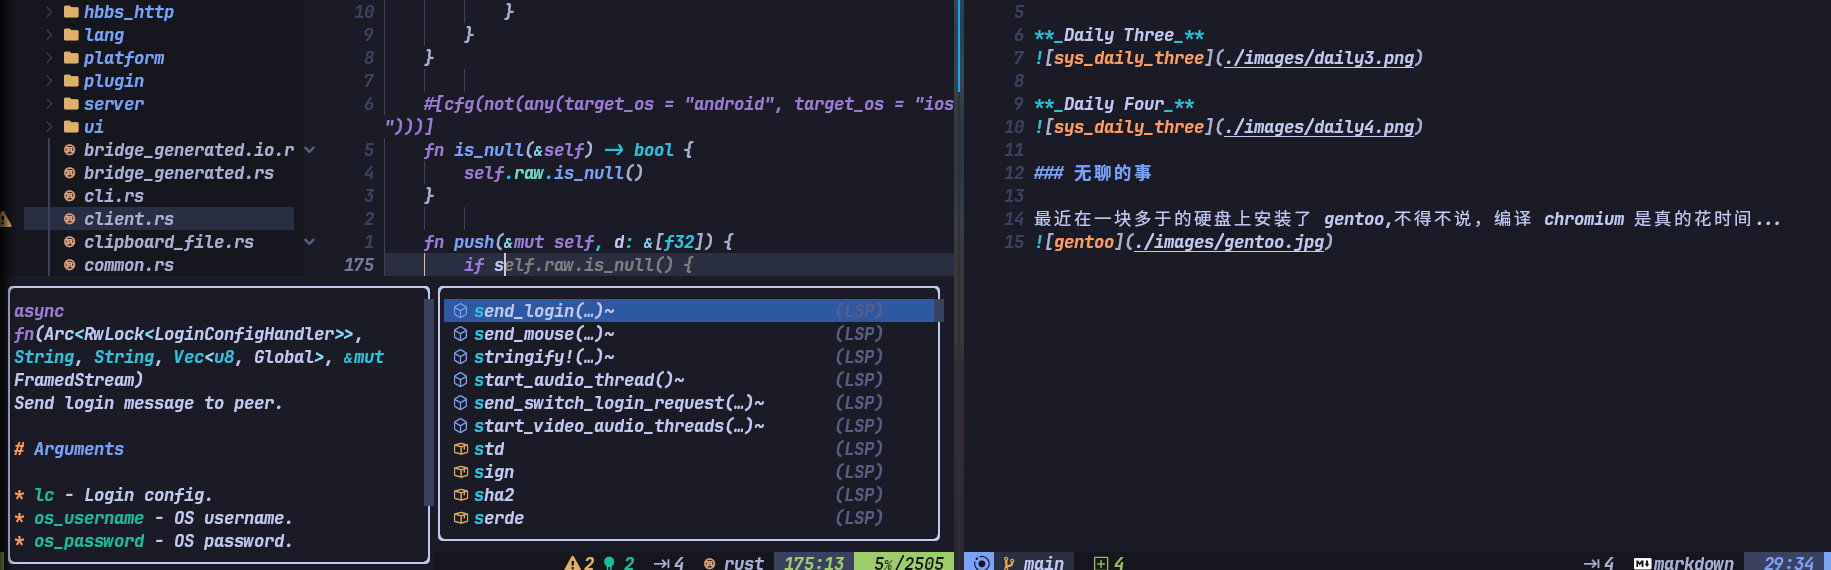 hbbs_http
lang
platform
plugin
server
ui
bridge_generated.io.r
bridge_generated.rs
cli.rs
client.rs
clipboard_file.rs
common.rs
10 }
9 }
8 }
7
6 #[cfg(not(any(target_os = "android", target_os = "ios
")))]
5 fn is_null(&self) -> bool {
4 self.raw.is_null()
3 }
2
1 fn push(&mut self, d: &[f32]) {
175 if self.raw.is_null() {
async
fn(Arc<RwLock<LoginConfigHandler>>,
String, String, Vec<u8, Global>, &mut
FramedStream)
Send login message to peer.
# Arguments
* lc - Login config.
* os_username - OS username.
* os_password - OS password.
send_login(…)~ (LSP)
send_mouse(…)~ (LSP)
stringify!(…)~ (LSP)
start_audio_thread()~ (LSP)
send_switch_login_request(…)~ (LSP)
start_video_audio_threads(…)~ (LSP)
std (LSP)
sign (LSP)
sha2 (LSP)
serde (LSP)
2 2 4 rust 175:13 5%/2505
5
6 **_Daily Three_**
7 ![sys_daily_three](./images/daily3.png)
8
9 **_Daily Four_**
10 ![sys_daily_three](./images/daily4.png)
11
12 ### 无聊的事
13
14 最近在一块多于的硬盘上安装了 gentoo,不得不说，编译 chromium 是真的花时间...
15 ![gentoo](./images/gentoo.jpg)
main 4 4 markdown 29:34